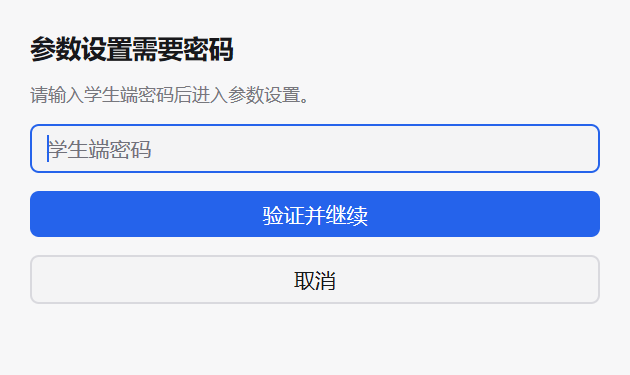 参数设置需要密码
请输入学生端密码后进入参数设置。
学生端密码
验证并继续
取消